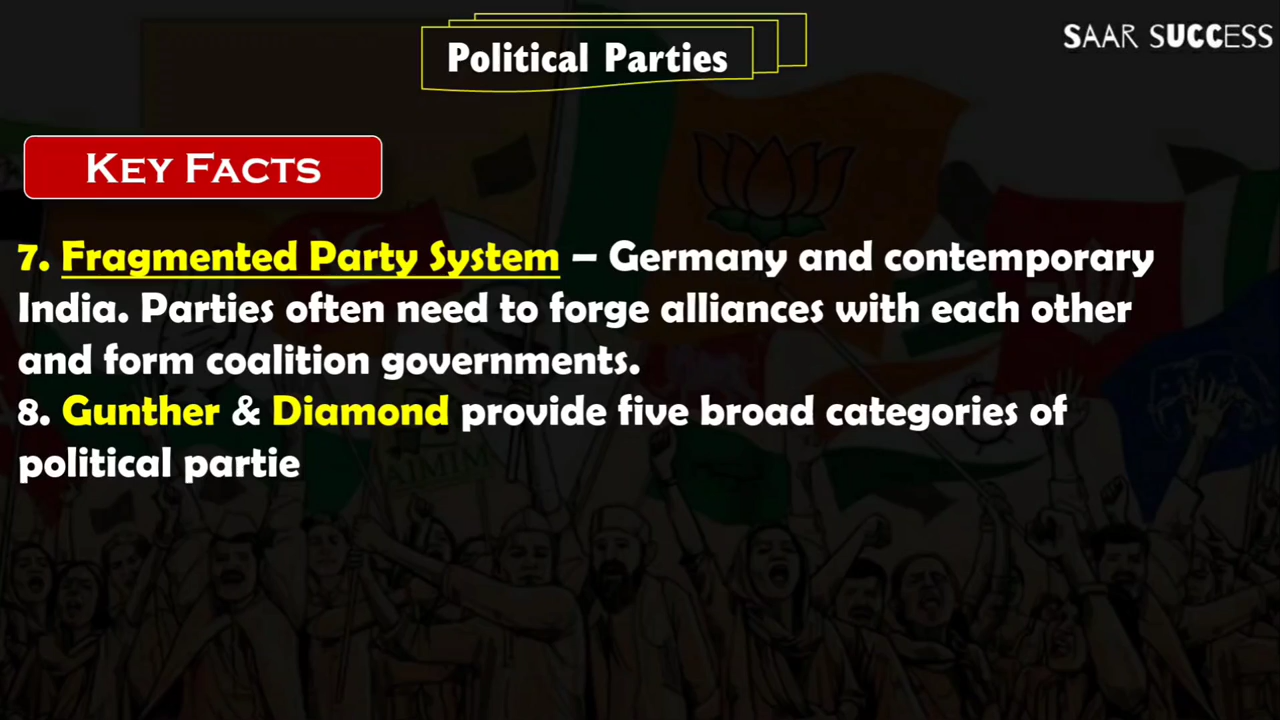 Political Parties
SAAR SUCCESS
KEY FACTS
7. Fragmented Party System – Germany and contemporary
India. Parties often need to forge alliances with each other
and form coalition governments.
8. Gunther & Diamond provide five broad categories of
political partie
AIMIM